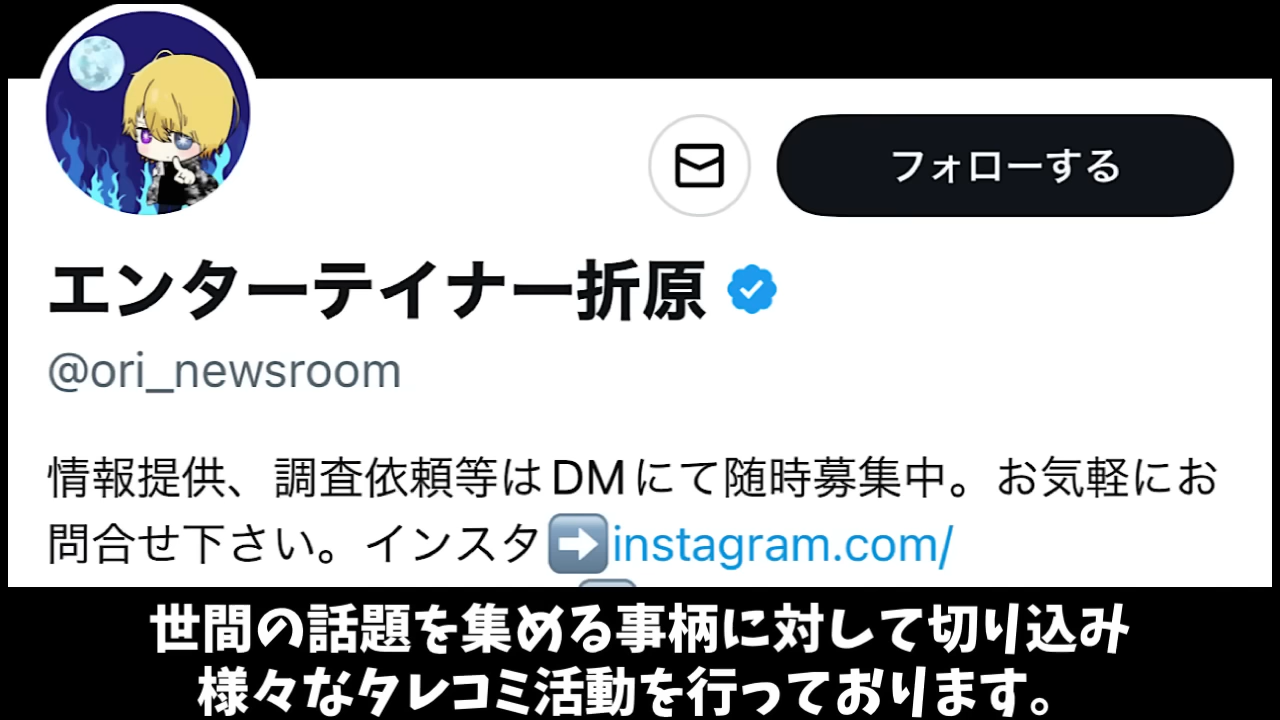 フォローする
エンターテイナー折原
@ori_newsroom
情報提供、調査依頼等はDMにて随時募集中。お気軽にお
問合せ下さい。インスタ➡️instagram.com/
世間の話題を集める事柄に対して切り込み
様々なタレコミ活動を行っております。